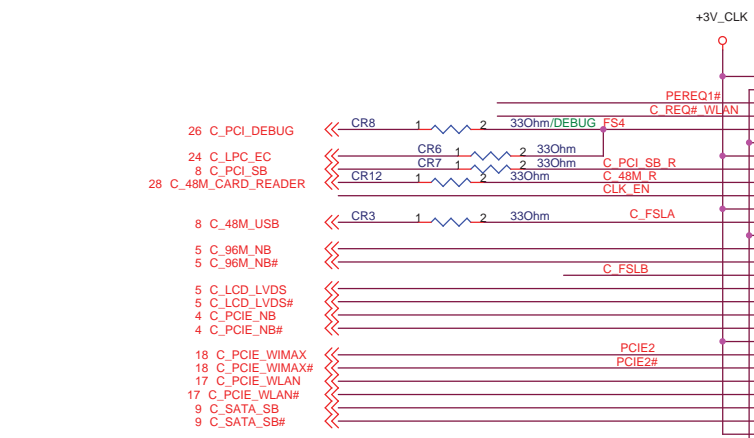 +3V_CLK
PEREQ1#
C_REQ#_WLAN
26 C_PCI_DEBUG CR8 1 2 33Ohm/DEBUG FS4
24 C_LPC_EC CR6 1 2 33Ohm
8 C_PCI_SB CR7 1 2 33Ohm C_PCI_SB_R
28 C_48M_CARD_READER CR12 1 2 33Ohm C_48M_R
CLK_EN
8 C_48M_USB CR3 1 2 33Ohm C_FSLA
5 C_96M_NB
5 C_96M_NB#
C_FSLB
5 C_LCD_LVDS
5 C_LCD_LVDS#
4 C_PCIE_NB
4 C_PCIE_NB#
18 C_PCIE_WIMAX PCIE2
18 C_PCIE_WIMAX# PCIE2#
17 C_PCIE_WLAN
17 C_PCIE_WLAN#
9 C_SATA_SB
9 C_SATA_SB#